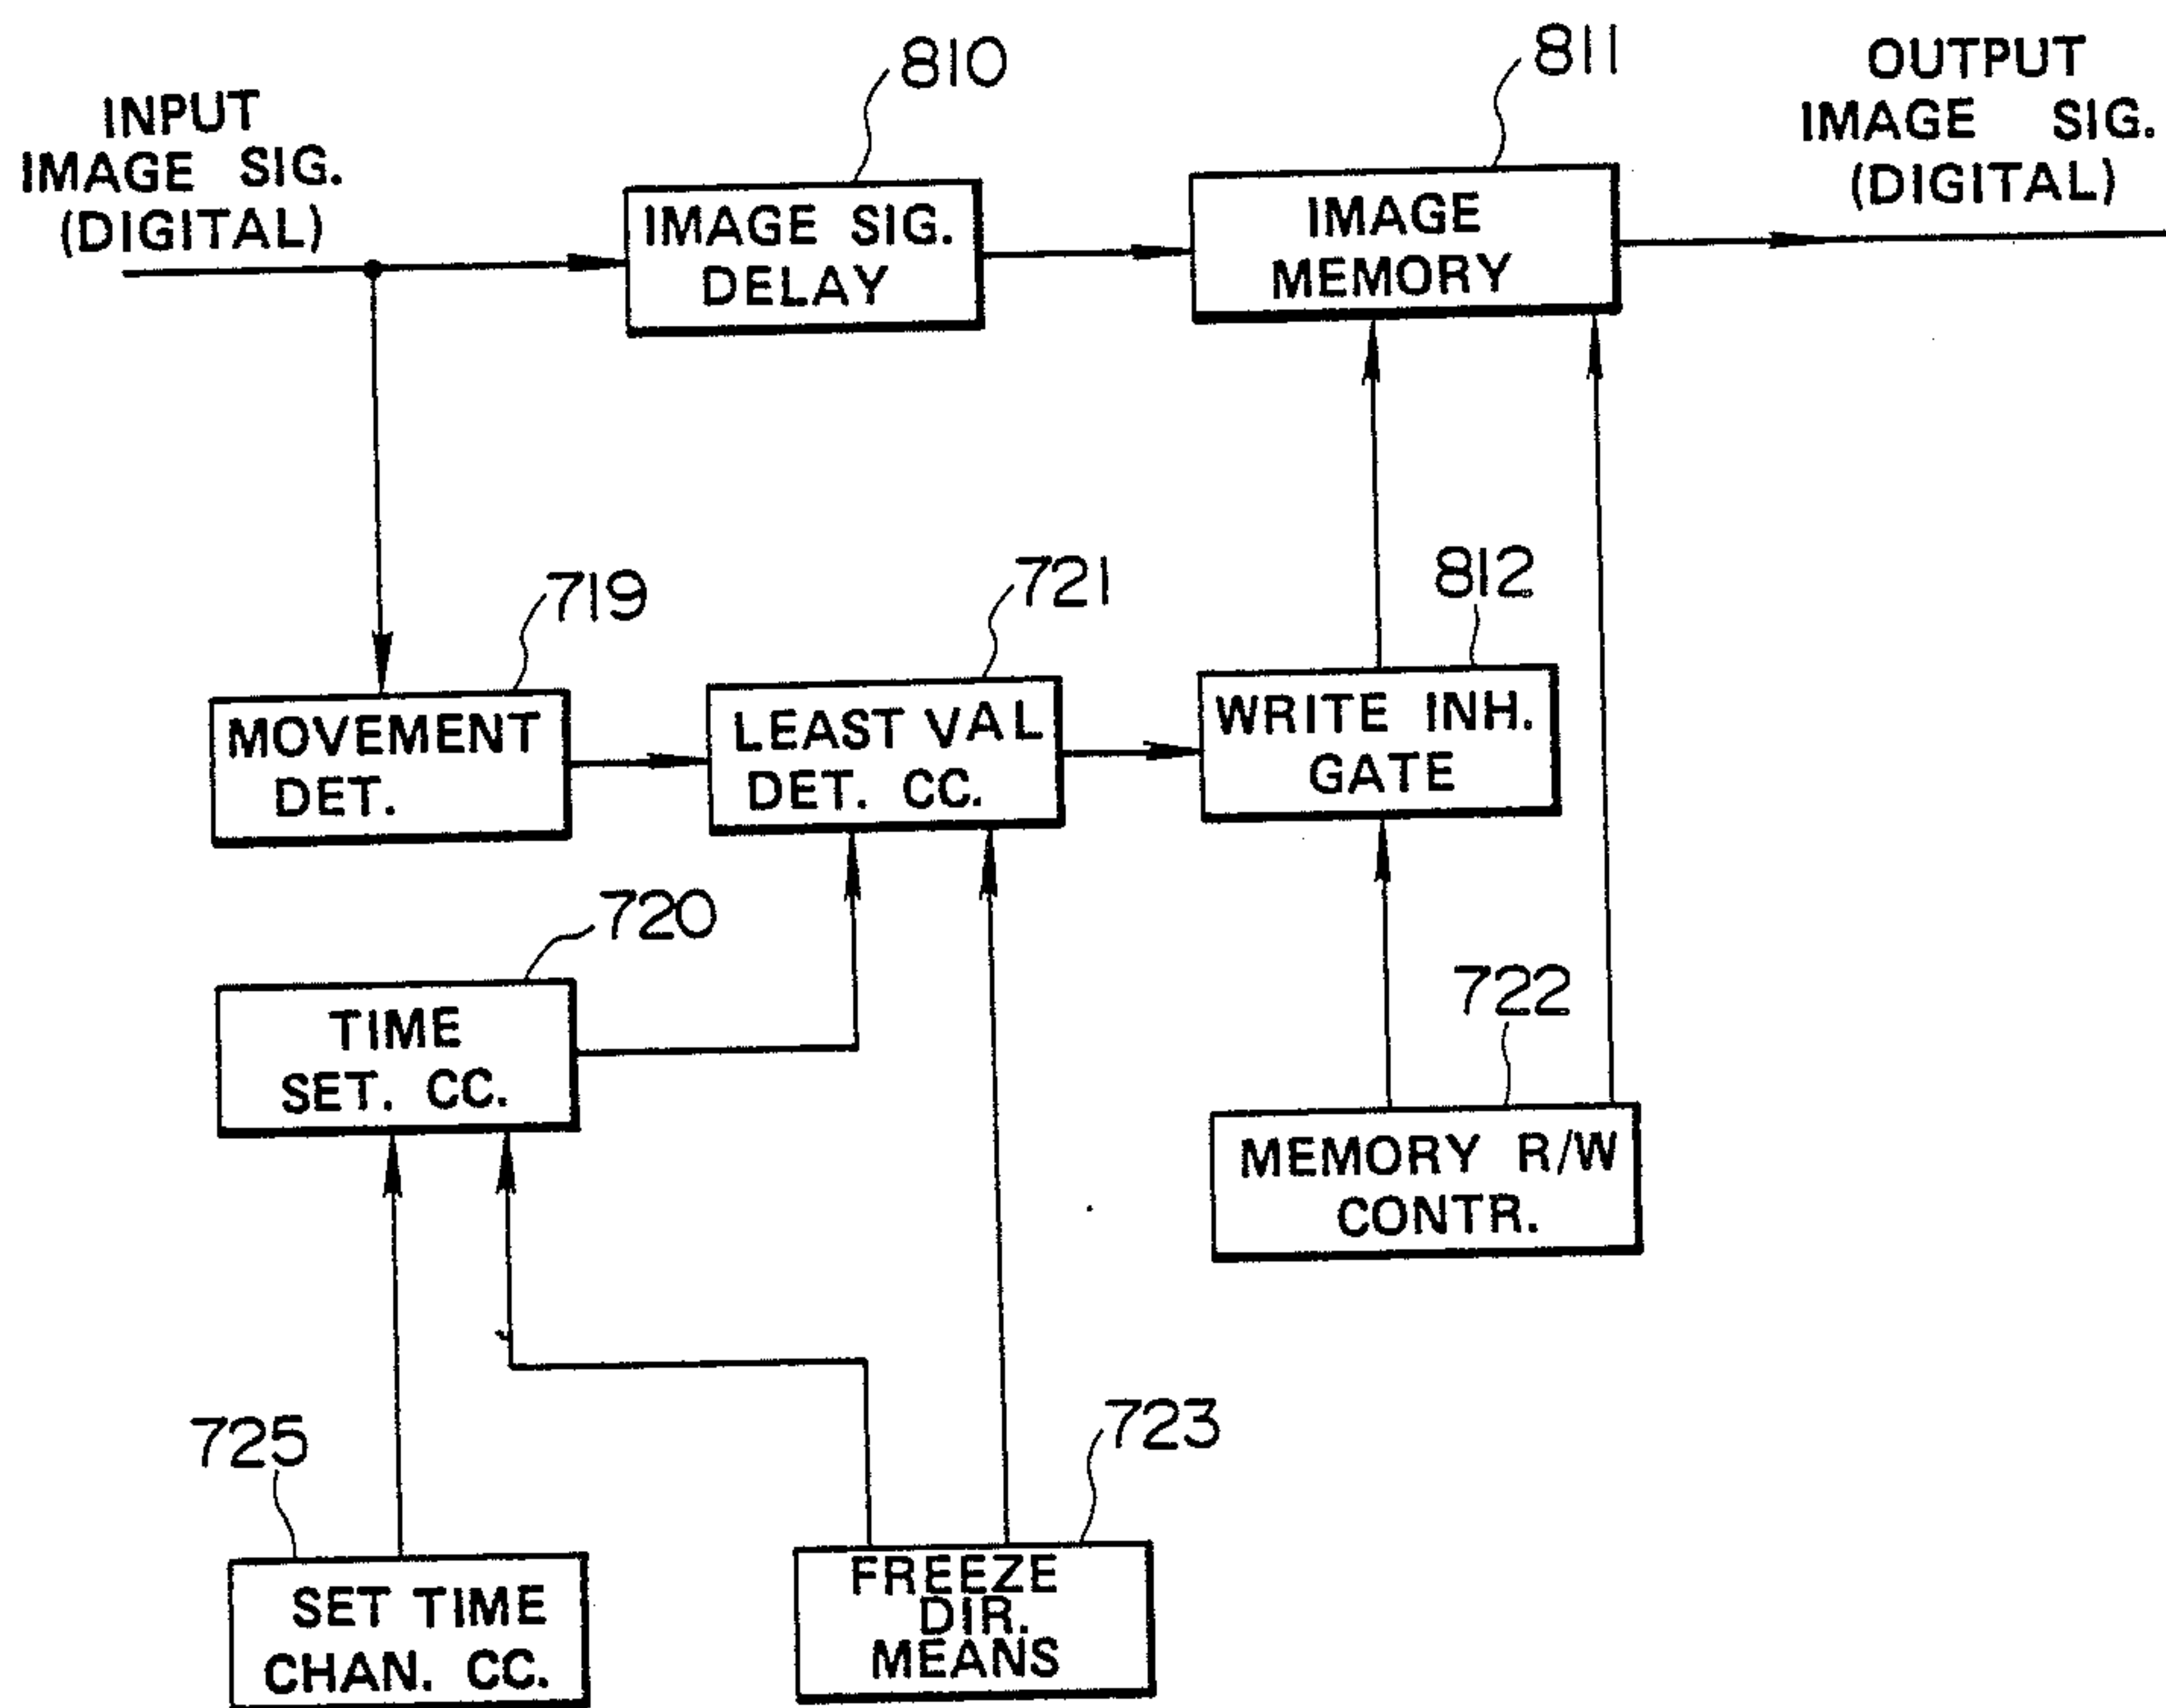 810
811
INPUT
IMAGE SIG.
(DIGITAL)
OUTPUT
IMAGE SIG.
(DIGITAL)
IMAGE SIG.
DELAY
IMAGE
MEMORY
719
721
812
MOVEMENT
DET.
LEAST VAL
DET. CC.
WRITE INH.
GATE
720
722
TIME
SET. CC.
MEMORY R/W
CONTR.
725
723
SET TIME
CHAN. CC.
FREEZE
DIR.
MEANS